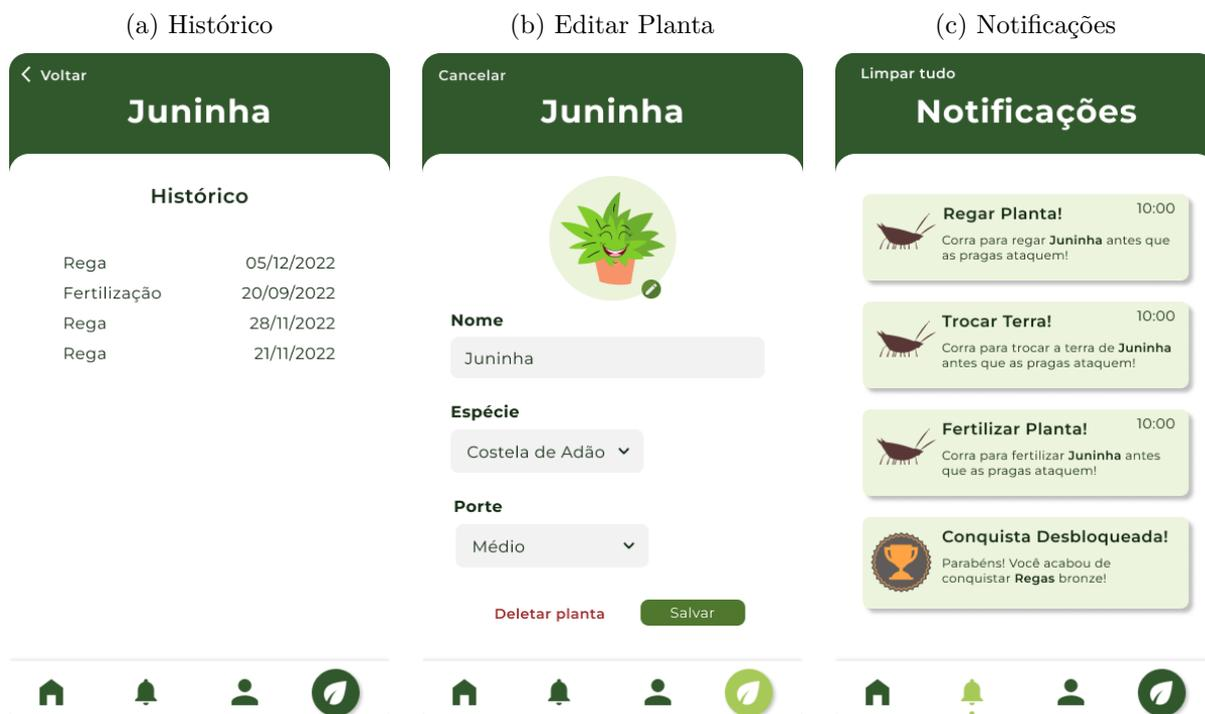 (a) Histórico
Voltar
Juninha
Histórico
Rega 05/12/2022
Fertilização 20/09/2022
Rega 28/11/2022
Rega 21/11/2022
(b) Editar Planta
Cancelar
Juninha
Nome
Juninha
Espécie
Costela de Adão
Porte
Médio
Deletar planta Salvar
(c) Notificações
Limpar tudo
Notificações
Regar Planta! 10:00
Corra para regar Juninha antes que
as pragas ataquem!
Trocar Terra! 10:00
Corra para trocar a terra de Juninha
antes que as pragas ataquem!
Fertilizar Planta! 10:00
Corra para fertilizar Juninha antes
que as pragas ataquem!
Conquista Desbloqueada!
Parabéns! Você acabou de
conquistar Regas bronze!